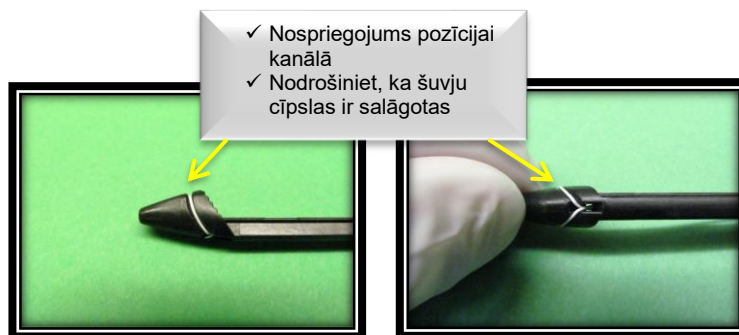 ✓ Nospriegojums pozīcijai
kanālā
✓ Nodrošiniet, ka šuvju
cīpslas ir salāgotas